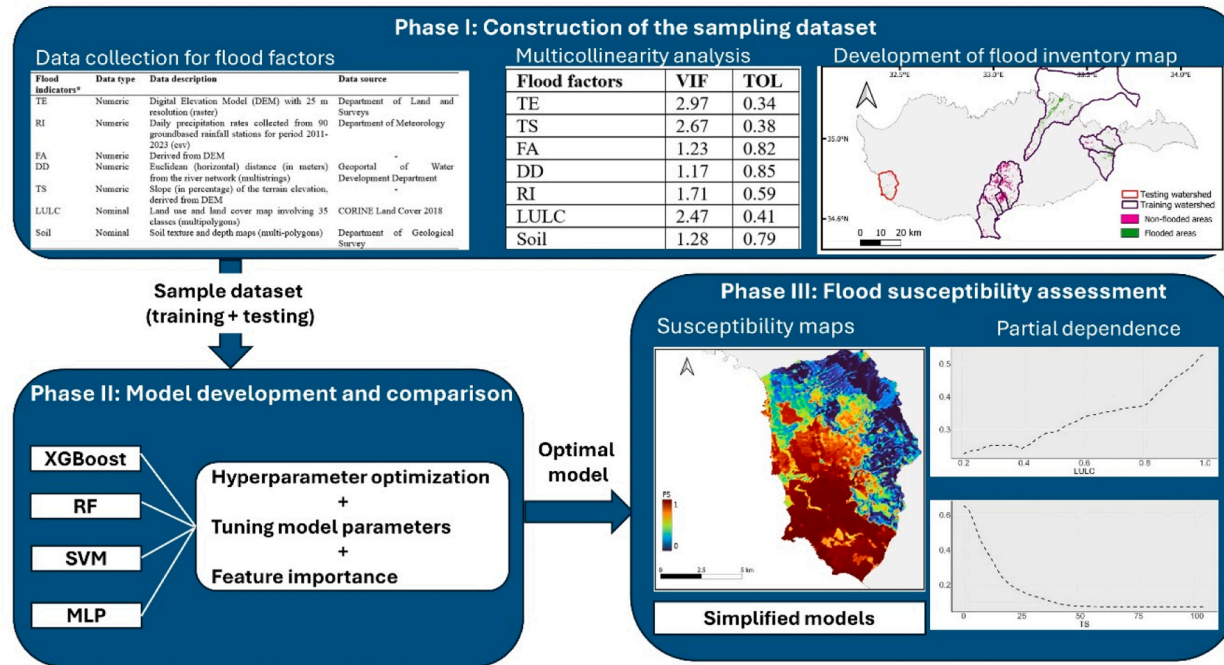 Phase I: Construction of the sampling dataset
Data collection for flood factors
Flood indicators* Data type Data description Data source
TE Numeric Digital Elevation Model (DEM) with 25 m Department of Land and
resolution (raster) Surveys
RI Numeric Daily precipitation rates collected from 90 Department of Meteorology
groundbased rainfall stations for period 2011-
2023 (csv)
FA Numeric Derived from DEM -
DD Numeric Euclidean (horizontal) distance (in meters) Geoportal of Water
from the river network (multistrings) Development Department
TS Numeric Slope (in percentage) of the terrain elevation, -
derived from DEM
LULC Nominal Land use and land cover map involving 35 CORINE Land Cover 2018
classes (multipolygons)
Soil Nominal Soil texture and depth maps (multi-polygons) Department of Geological
Survey
Multicollinearity analysis
Flood factors VIF TOL
TE 2.97 0.34
TS 2.67 0.38
FA 1.23 0.82
DD 1.17 0.85
RI 1.71 0.59
LULC 2.47 0.41
Soil 1.28 0.79
Development of flood inventory map
32.5°E 33.0°E 33.5°E 34.0°E
35.0°N
34.6°N
Testing watershed
Training watershed
Non-flooded areas
Flooded areas
0 10 20 km
Sample dataset
(training + testing)
Phase II: Model development and comparison
XGBoost
RF
SVM
MLP
Hyperparameter optimization
+
Tuning model parameters
+
Feature importance
Optimal
model
Phase III: Flood susceptibility assessment
Susceptibility maps
FS
1
0
0 2.5 5 km
Simplified models
Partial dependence
0.5
0.4
0.3
0.2 0.4 0.6 0.8 1.0
LULC
0.6
0.4
0.2
0 25 50 75 100
TS